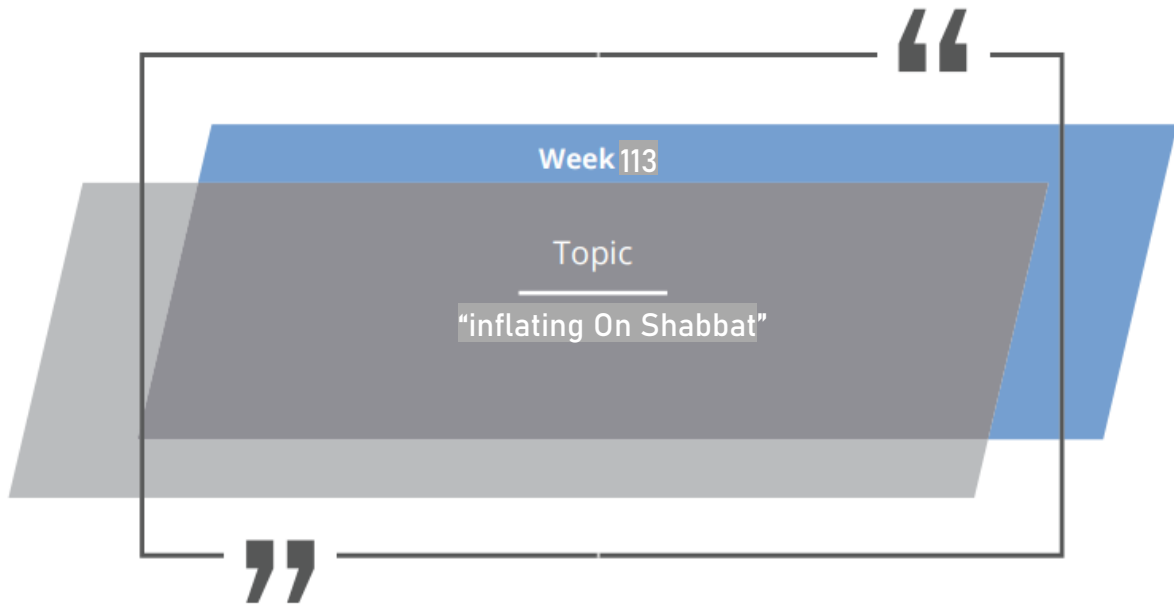 “
Week 113
Topic
“inflating On Shabbat”
”